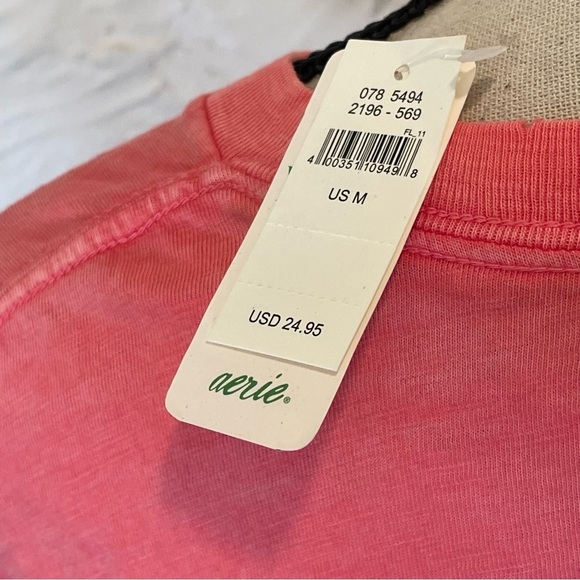 078 5494
2196 - 569
FL_11
4 00351 10949 8
US M
USD 24.95
aerie®